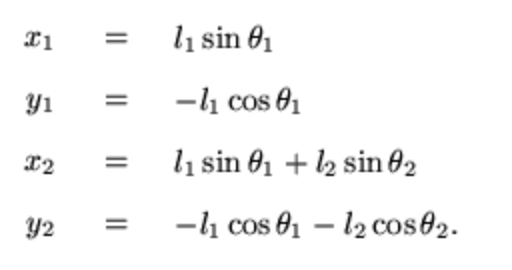 x₁ = l₁ sin θ₁
y₁ = −l₁ cos θ₁
x₂ = l₁ sin θ₁ + l₂ sin θ₂
y₂ = −l₁ cos θ₁ − l₂ cos θ₂.